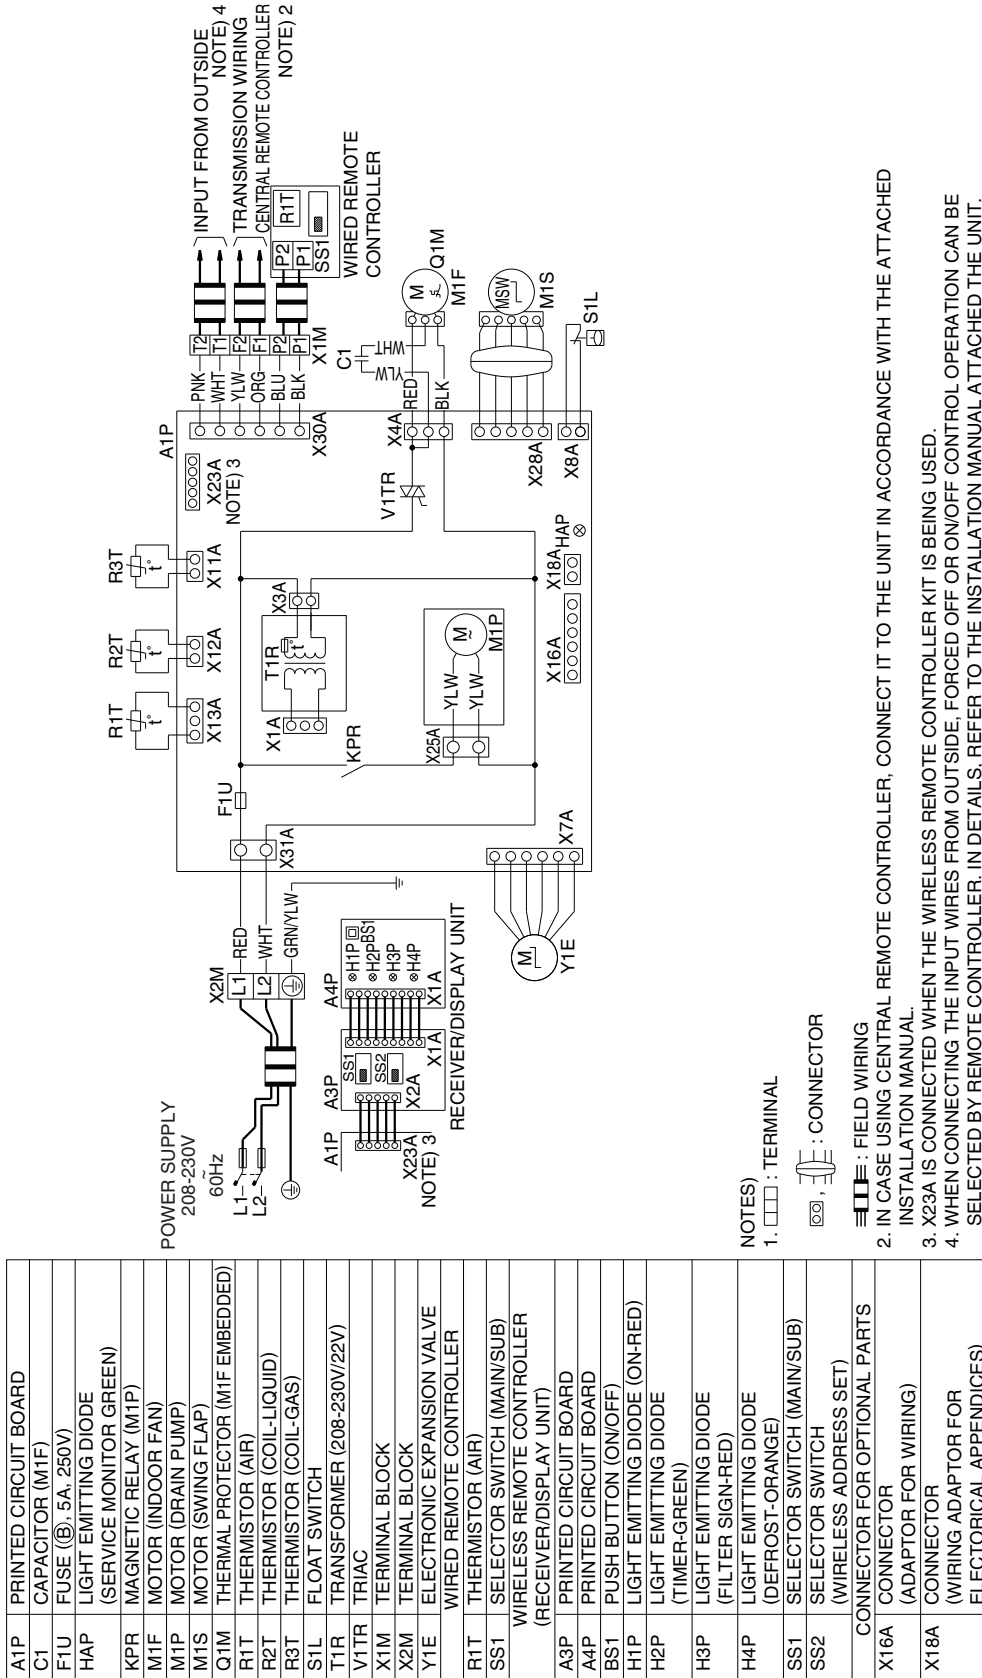 A1P PRINTED CIRCUIT BOARD
C1 CAPACITOR (M1F)
F1U FUSE (Ⓑ, 5A, 250V)
HAP LIGHT EMITTING DIODE
(SERVICE MONITOR GREEN)
KPR MAGNETIC RELAY (M1P)
M1F MOTOR (INDOOR FAN)
M1P MOTOR (DRAIN PUMP)
M1S MOTOR (SWING FLAP)
Q1M THERMAL PROTECTOR (M1F EMBEDDED)
R1T THERMISTOR (AIR)
R2T THERMISTOR (COIL-LIQUID)
R3T THERMISTOR (COIL-GAS)
S1L FLOAT SWITCH
T1R TRANSFORMER (208-230V/22V)
V1TR TRIAC
X1M TERMINAL BLOCK
X2M TERMINAL BLOCK
Y1E ELECTRONIC EXPANSION VALVE
WIRED REMOTE CONTROLLER
R1T THERMISTOR (AIR)
SS1 SELECTOR SWITCH (MAIN/SUB)
WIRELESS REMOTE CONTROLLER
(RECEIVER/DISPLAY UNIT)
A3P PRINTED CIRCUIT BOARD
A4P PRINTED CIRCUIT BOARD
BS1 PUSH BUTTON (ON/OFF)
H1P LIGHT EMITTING DIODE (ON-RED)
H2P LIGHT EMITTING DIODE
(TIMER-GREEN)
H3P LIGHT EMITTING DIODE
(FILTER SIGN-RED)
H4P LIGHT EMITTING DIODE
(DEFROST-ORANGE)
SS1 SELECTOR SWITCH (MAIN/SUB)
SS2 SELECTOR SWITCH
(WIRELESS ADDRESS SET)
CONNECTOR FOR OPTIONAL PARTS
X16A CONNECTOR
(ADAPTOR FOR WIRING)
X18A CONNECTOR
(WIRING ADAPTOR FOR
ELECTORICAL APPENDICES)
POWER SUPPLY
208-230V
~
60Hz
L1
L2
X2M
L1
L2
RED
WHT
GRN/YLW
X31A
F1U
R1T
t°
X13A
R2T
t°
X12A
R3T
t°
X11A
X23A
NOTE) 3
A1P
PNK
WHT
YLW
ORG
BLU
BLK
X30A
T2
T1
F2
F1
P2
P1
X1M
INPUT FROM OUTSIDE
NOTE) 4
TRANSMISSION WIRING
CENTRAL REMOTE CONTROLLER
NOTE) 2
P2
P1
R1T
SS1
WIRED REMOTE
CONTROLLER
X1A
T1R
t°
X3A
KPR
X25A
YLW
YLW
M
~
M1P
V1TR
X4A
RED
YLW
WHT
BLK
C1
M
Q1M
M1F
X28A
MSW
M1S
X8A
S1L
X16A
X18A
HAP
X7A
M
Y1E
A1P
X23A
NOTE) 3
A3P
X2A
SS1
SS2
X1A
A4P
X1A
H1P
H2P
H3P
H4P
BS1
RECEIVER/DISPLAY UNIT
NOTES)
1. : TERMINAL
, : CONNECTOR
: FIELD WIRING
2. IN CASE USING CENTRAL REMOTE CONTROLLER, CONNECT IT TO THE UNIT IN ACCORDANCE WITH THE ATTACHED
INSTALLATION MANUAL.
3. X23A IS CONNECTED WHEN THE WIRELESS REMOTE CONTROLLER KIT IS BEING USED.
4. WHEN CONNECTING THE INPUT WIRES FROM OUTSIDE, FORCED OFF OR ON/OFF CONTROL OPERATION CAN BE
SELECTED BY REMOTE CONTROLLER. IN DETAILS, REFER TO THE INSTALLATION MANUAL ATTACHED THE UNIT.